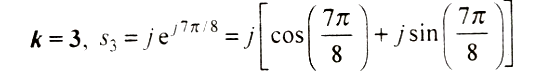 k = 3, s₃ = j e^{j7π/8} = j[cos(7π/8) + j sin(7π/8)]